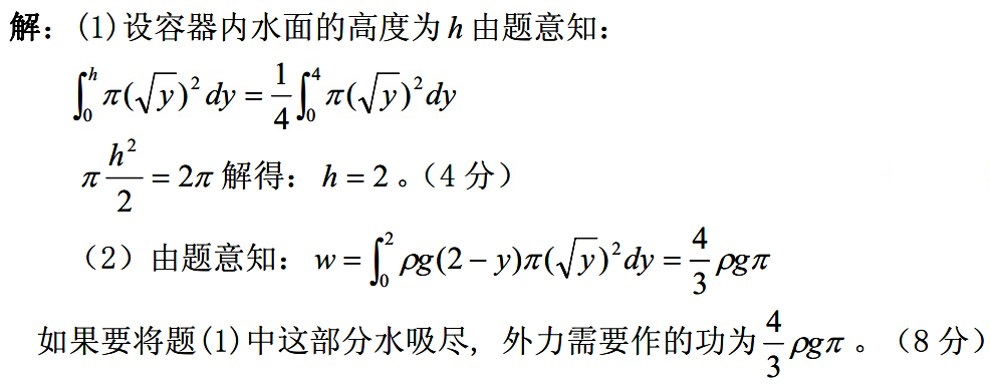 解：(1)设容器内水面的高度为 h 由题意知：
$\int_0^h \pi(\sqrt{y})^2 dy = \frac{1}{4}\int_0^4 \pi(\sqrt{y})^2 dy$
$\pi\frac{h^2}{2} = 2\pi$ 解得：$h = 2$。（4 分）
（2）由题意知：$w = \int_0^2 \rho g(2-y)\pi(\sqrt{y})^2 dy = \frac{4}{3}\rho g\pi$
如果要将题(1)中这部分水吸尽，外力需要作的功为$\frac{4}{3}\rho g\pi$。（8 分）